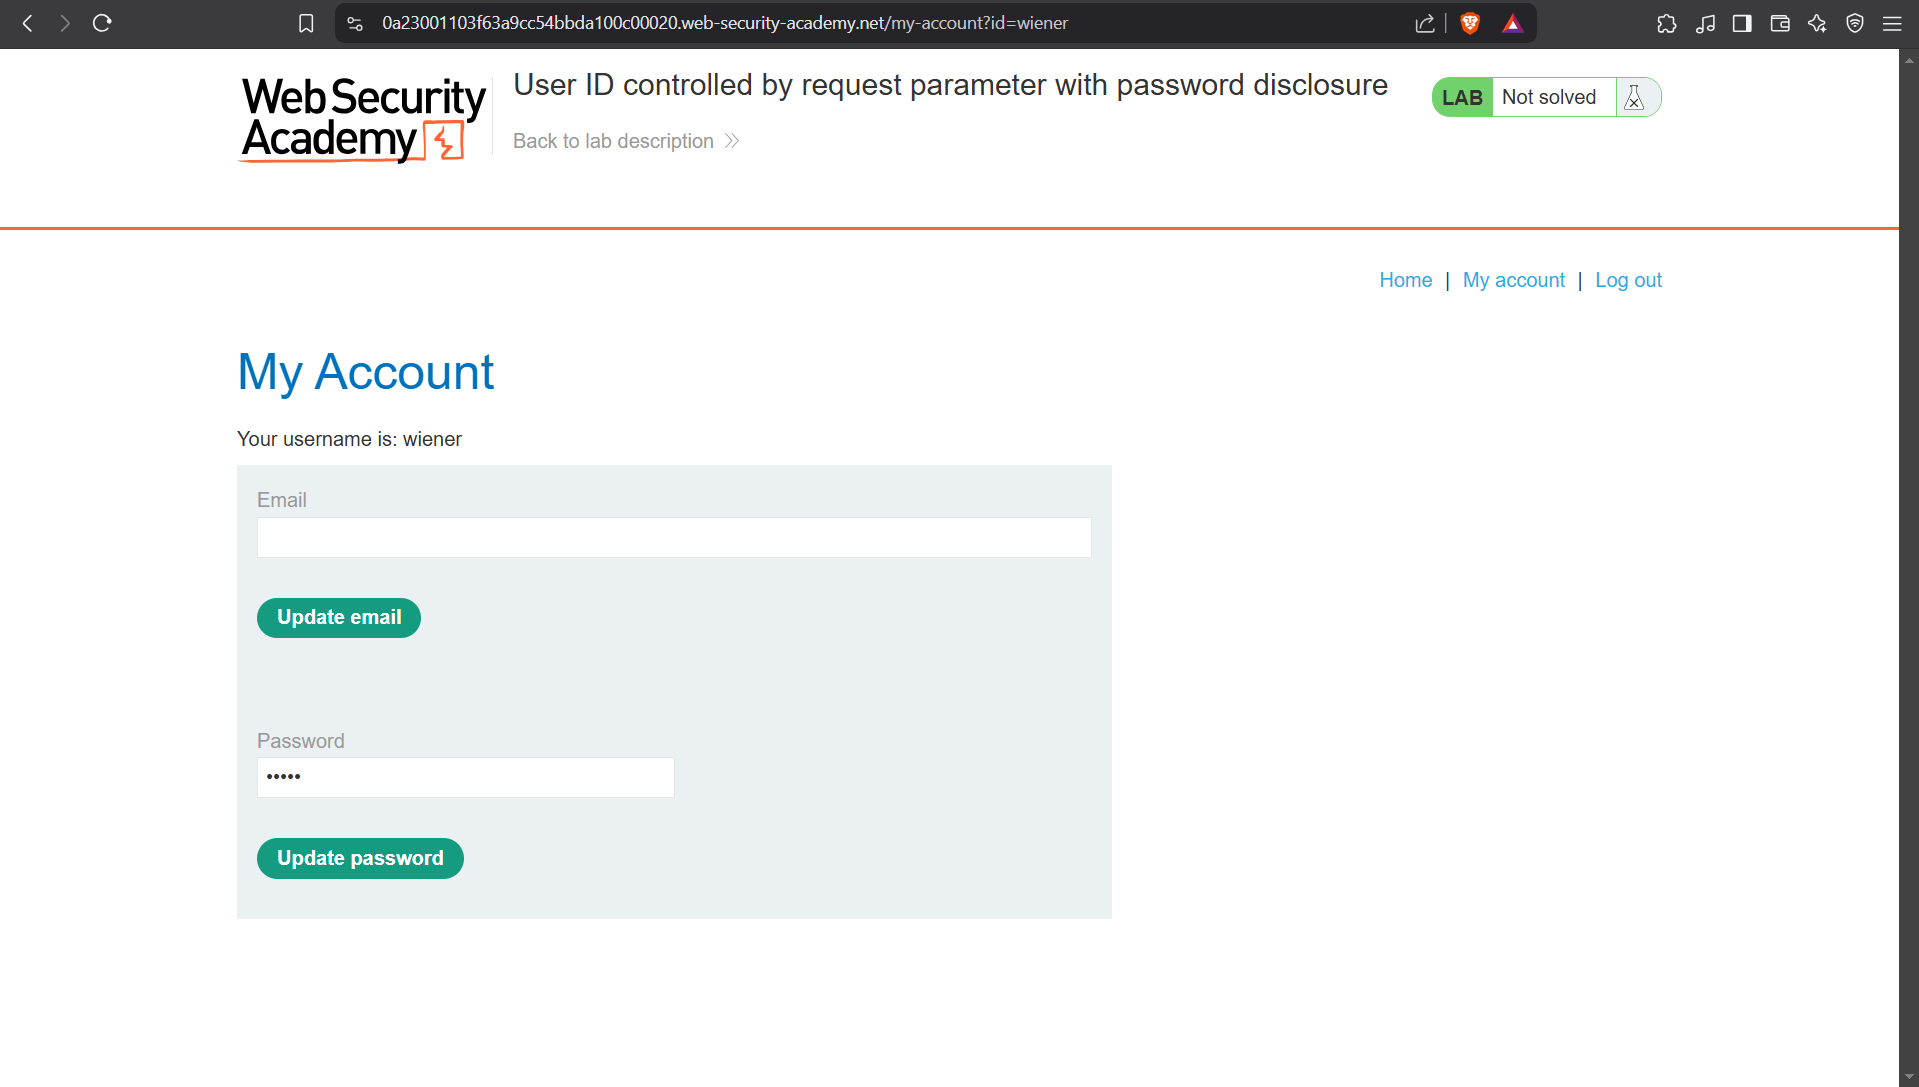 0a23001103f63a9cc54bbda100c00020.web-security-academy.net/my-account?id=wiener
Web Security
Academy
User ID controlled by request parameter with password disclosure
Back to lab description
LAB Not solved
Home | My account | Log out
My Account
Your username is: wiener
Email
Update email
Password
•••••
Update password